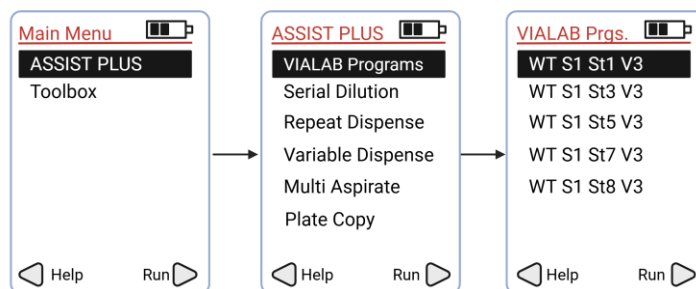 Main Menu
ASSIST PLUS
Toolbox
Help Run
ASSIST PLUS
VIALAB Programs
Serial Dilution
Repeat Dispense
Variable Dispense
Multi Aspirate
Plate Copy
Help Run
VIALAB Prgs.
WT S1 St1 V3
WT S1 St3 V3
WT S1 St5 V3
WT S1 St7 V3
WT S1 St8 V3
Help Run